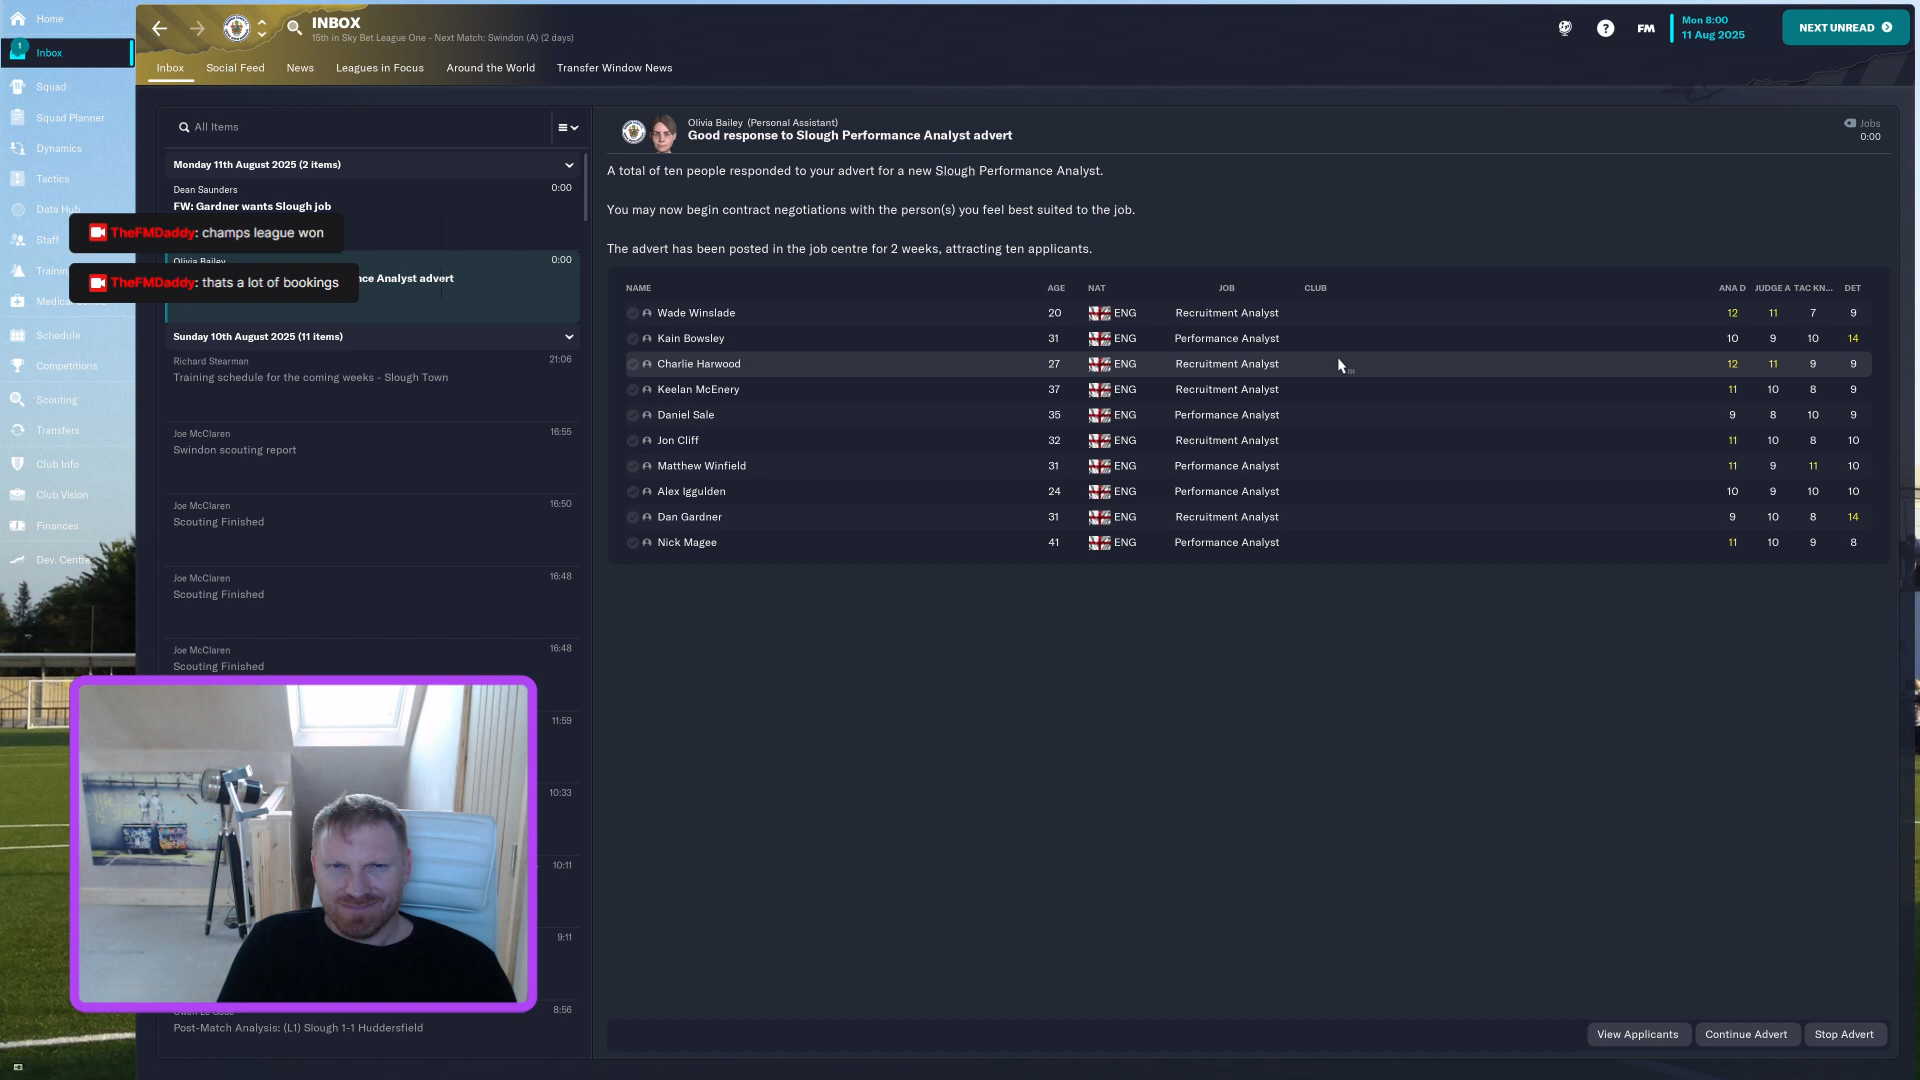 Home
INBOX
15th in Sky Bet League One - Next Match: Swindon (A) (2 days)
FM
Mon 8:00
11 Aug 2025
NEXT UNREAD
1
Inbox
Inbox
Social Feed
News
Leagues in Focus
Around the World
Transfer Window News
Squad
Squad Planner
Dynamics
Tactics
Data Hub
Staff
Schedule
Competitions
Scouting
Transfers
Club Info
Club Vision
Finances
Dev. Centre
All Items
Monday 11th August 2025 (2 items)
Dean Saunders
0:00
FW: Gardner wants Slough job
TheFMDaddy: champs league won
Olivia Bailey
0:00
nce Analyst advert
TheFMDaddy: thats a lot of bookings
Sunday 10th August 2025 (11 items)
Richard Stearman
21:06
Training schedule for the coming weeks - Slough Town
Joe McClaren
16:55
Swindon scouting report
Joe McClaren
16:50
Scouting Finished
Joe McClaren
16:48
Scouting Finished
Joe McClaren
16:48
Scouting Finished
11:59
10:33
10:11
9:11
8:56
Post-Match Analysis: (L1) Slough 1-1 Huddersfield
Olivia Bailey (Personal Assistant)
Good response to Slough Performance Analyst advert
Jobs
0:00
A total of ten people responded to your advert for a new Slough Performance Analyst.
You may now begin contract negotiations with the person(s) you feel best suited to the job.
The advert has been posted in the job centre for 2 weeks, attracting ten applicants.
NAME AGE NAT JOB CLUB ANA D JUDGE A TAC KN... DET
Wade Winslade 20 ENG Recruitment Analyst 12 11 7 9
Kain Bowsley 31 ENG Performance Analyst 10 9 10 14
Charlie Harwood 27 ENG Recruitment Analyst 12 11 9 9
Keelan McEnery 37 ENG Recruitment Analyst 11 10 8 9
Daniel Sale 35 ENG Performance Analyst 9 8 10 9
Jon Cliff 32 ENG Recruitment Analyst 11 10 8 10
Matthew Winfield 31 ENG Performance Analyst 11 9 11 10
Alex Iggulden 24 ENG Performance Analyst 10 9 10 10
Dan Gardner 31 ENG Recruitment Analyst 9 10 8 14
Nick Magee 41 ENG Performance Analyst 11 10 9 8
View Applicants
Continue Advert
Stop Advert